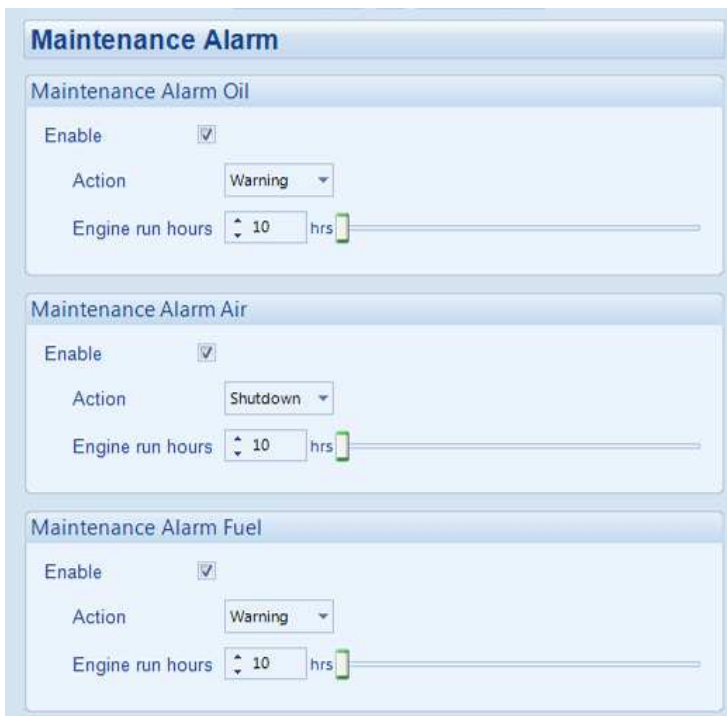 Maintenance Alarm
Maintenance Alarm Oil
Enable
Action Warning
Engine run hours 10 hrs
Maintenance Alarm Air
Enable
Action Shutdown
Engine run hours 10 hrs
Maintenance Alarm Fuel
Enable
Action Warning
Engine run hours 10 hrs